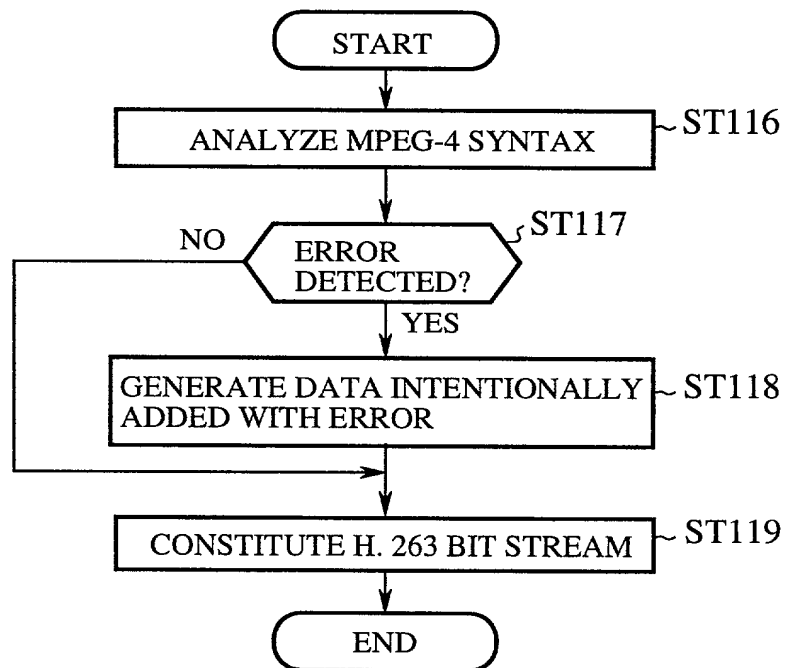 START
ANALYZE MPEG-4 SYNTAX
ST116
ST117
NO
ERROR
DETECTED?
YES
GENERATE DATA INTENTIONALLY
ADDED WITH ERROR
ST118
CONSTITUTE H. 263 BIT STREAM
ST119
END